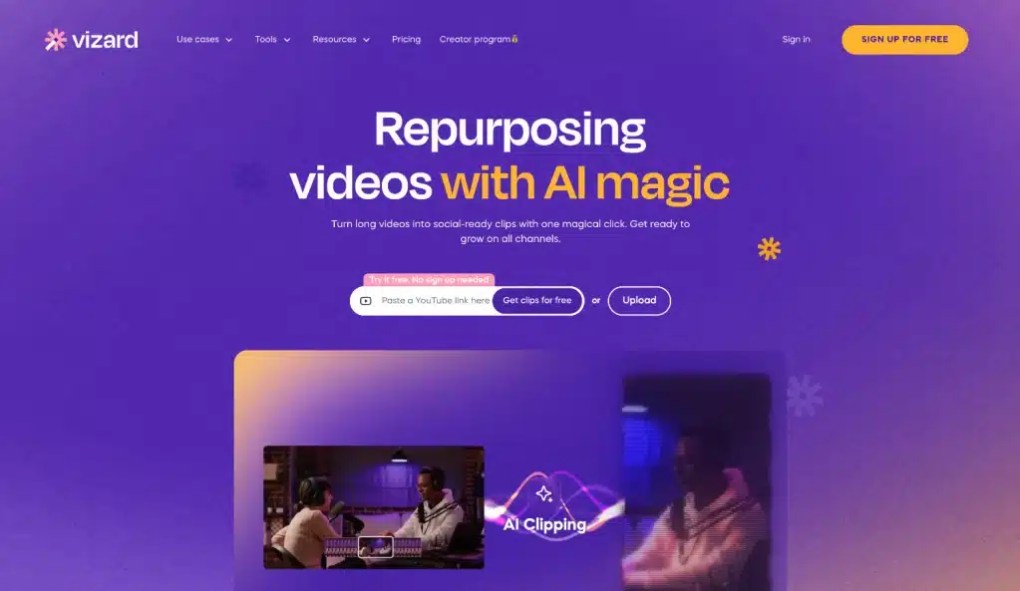 vizard
Use cases
Tools
Resources
Pricing
Creator program
Sign in
SIGN UP FOR FREE
Repurposing
videos with AI magic
Turn long videos into social-ready clips with one magical click. Get ready to
grow on all channels.
Try it free. No sign-up needed
Paste a YouTube link here
Get clips for free
or
Upload
AI Clipping